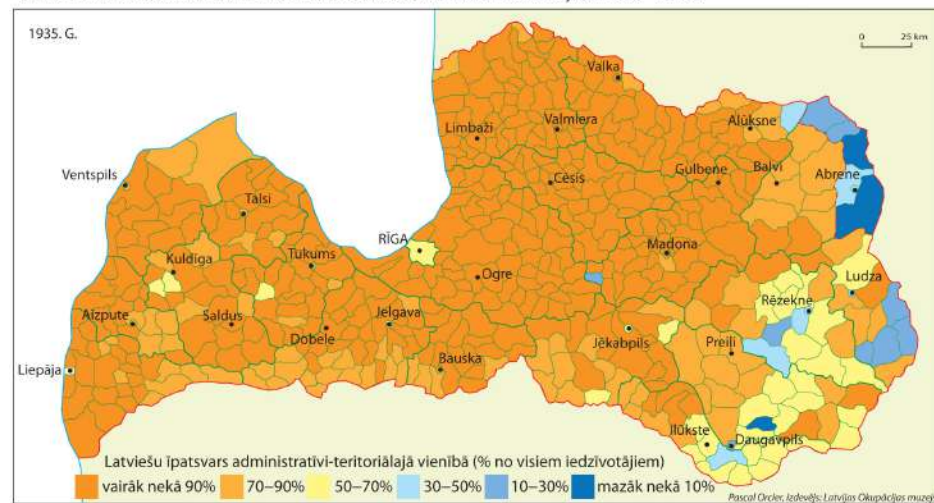 1935. G.
0 25 km
Valka
Alūksne
Valmiera
Limbaži
Cēsis
Gulbene
Balvi
Abrene
Ventspils
Talsi
RĪGA
Kuldīga
Tukums
Madona
Ogre
Ludza
Rēzekne
Aizpute
Saldus
Dobele
Jelgava
Jēkabpils
Preiļi
Liepāja
Bauska
Ilūkste
Daugavpils
Latviešu īpatsvars administratīvi-teritoriālajā vienībā (% no visiem iedzīvotājiem)
vairāk nekā 90% 70–90% 50–70% 30–50% 10–30% mazāk nekā 10%
Pascal Orcier, Izdevējs: Latvijas Okupācijas muzej